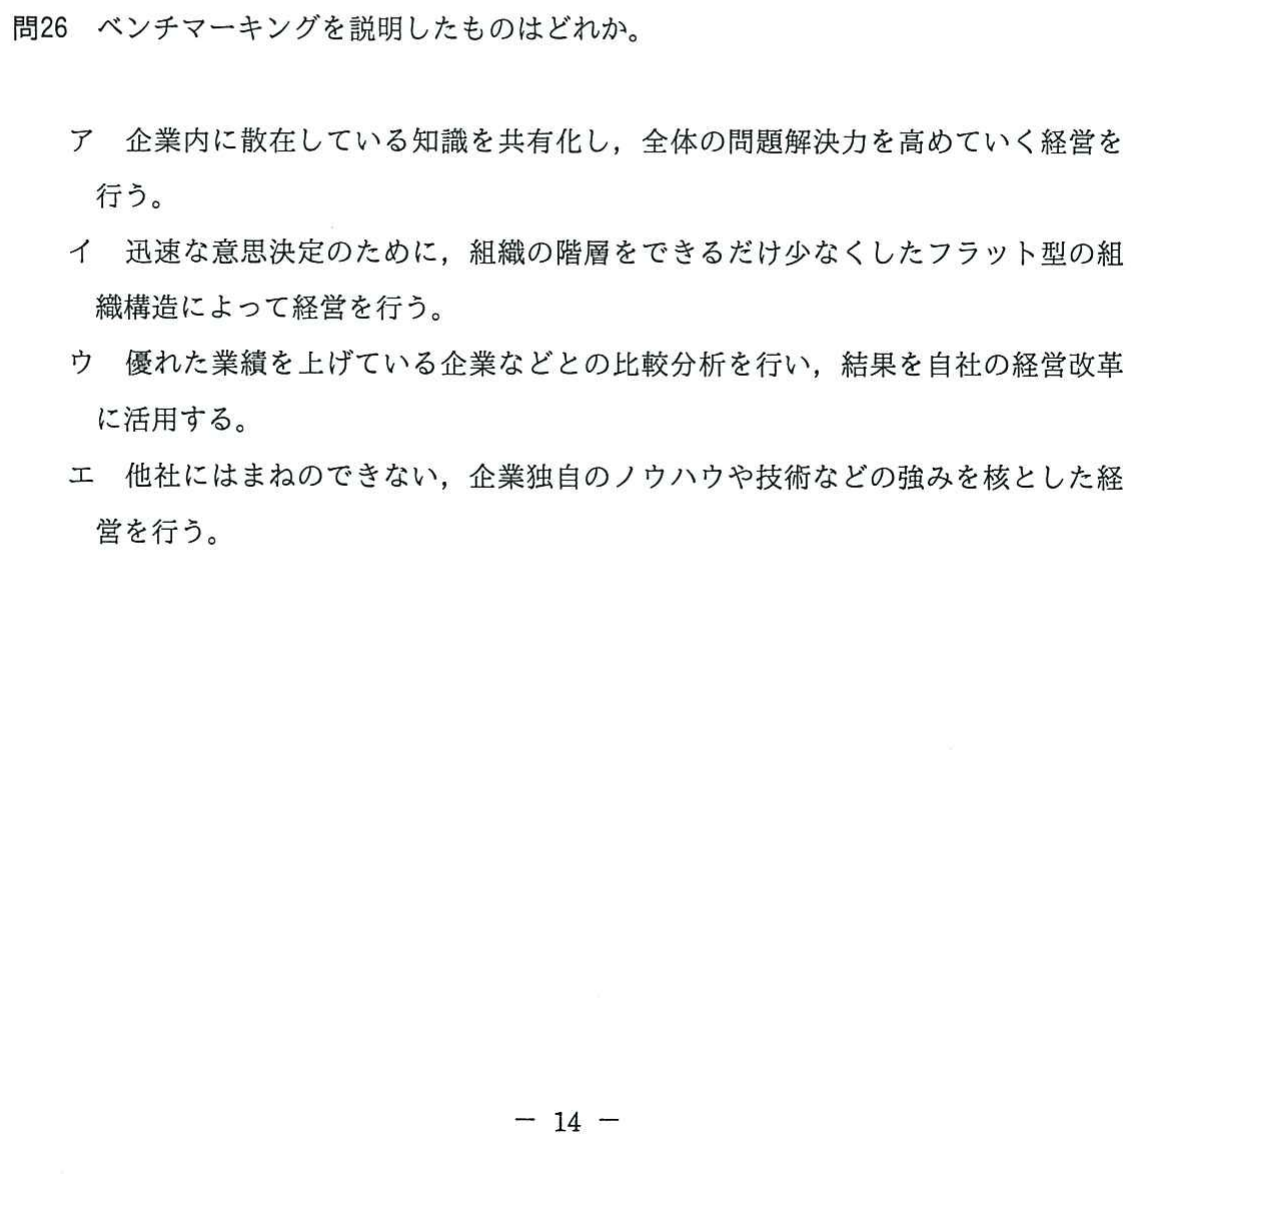 問26　ベンチマーキングを説明したものはどれか。
ア　企業内に散在している知識を共有化し，全体の問題解決力を高めていく経営を
行う。
イ　迅速な意思決定のために，組織の階層をできるだけ少なくしたフラット型の組
織構造によって経営を行う。
ウ　優れた業績を上げている企業などとの比較分析を行い，結果を自社の経営改革
に活用する。
エ　他社にはまねのできない，企業独自のノウハウや技術などの強みを核とした経
営を行う。
－ 14 －